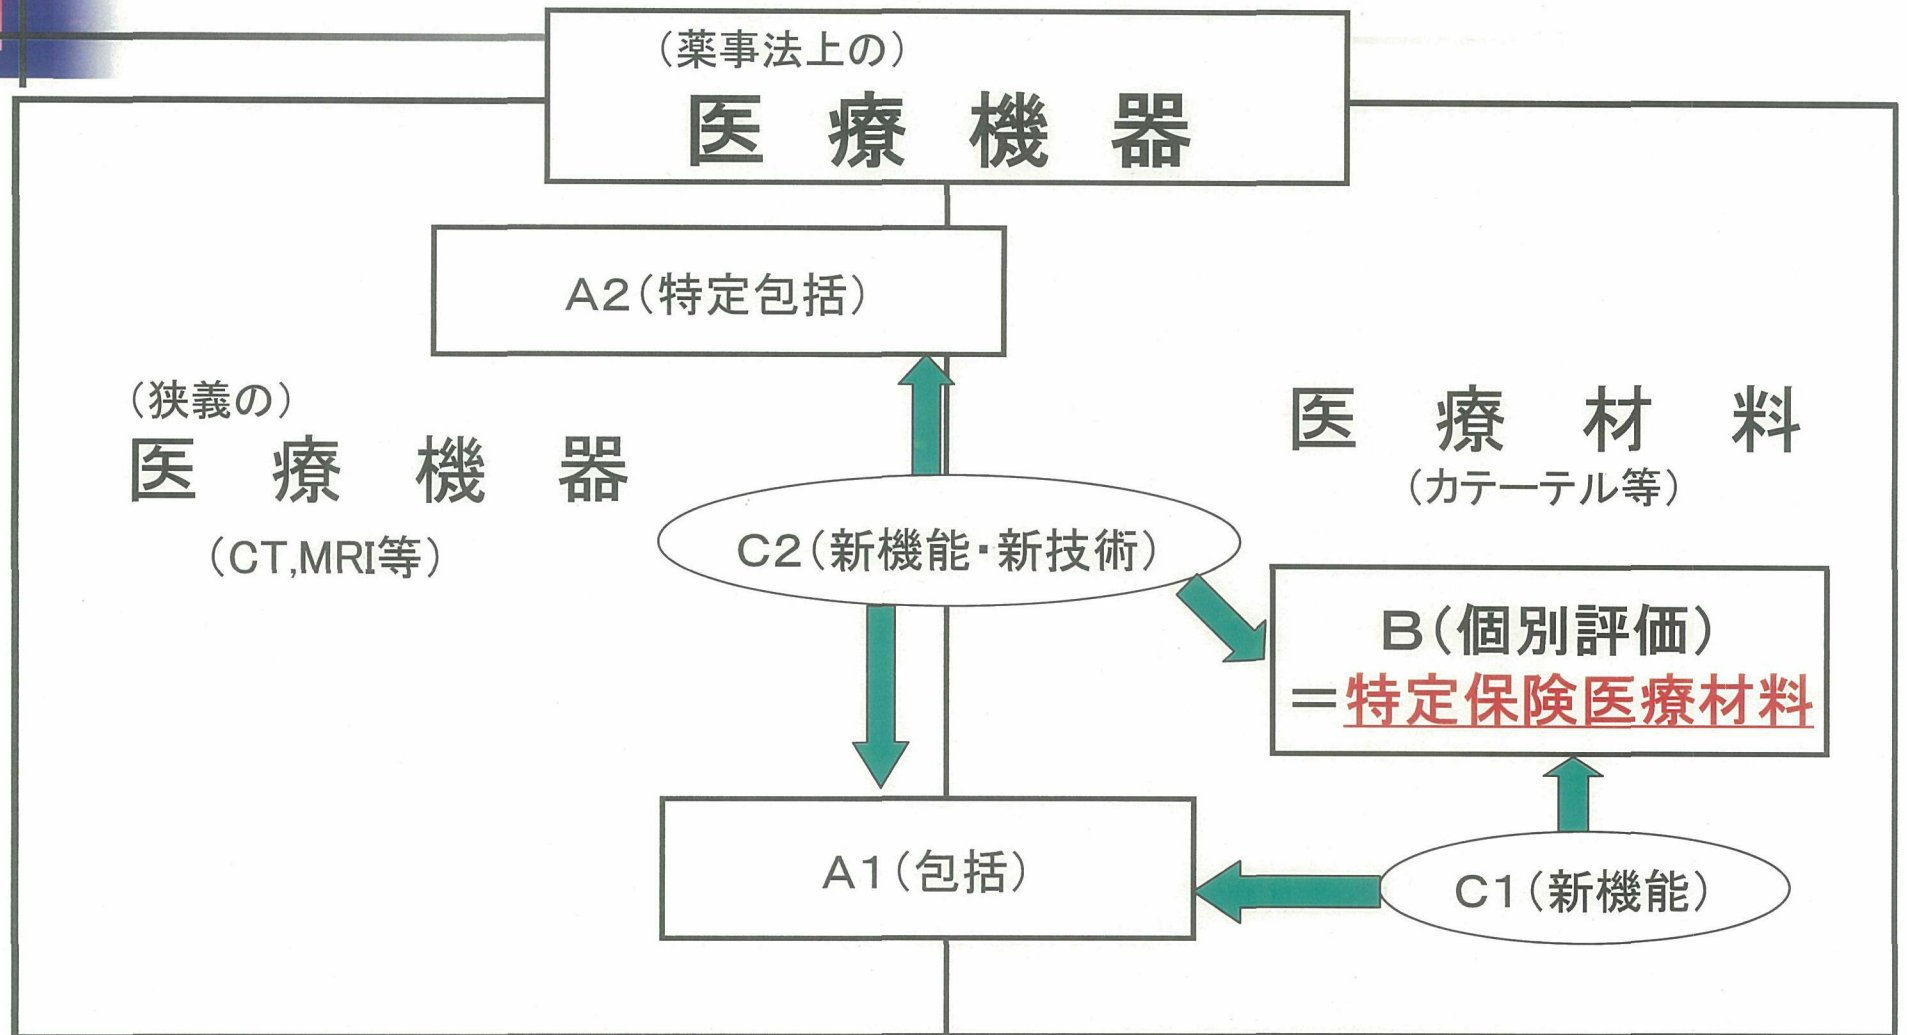 (薬事法上の)
医療機器
A2(特定包括)
(狭義の)
医療機器
(CT,MRI等)
医療材料
(カテーテル等)
C2(新機能・新技術)
B(個別評価)
=特定保険医療材料
A1(包括)
C1(新機能)